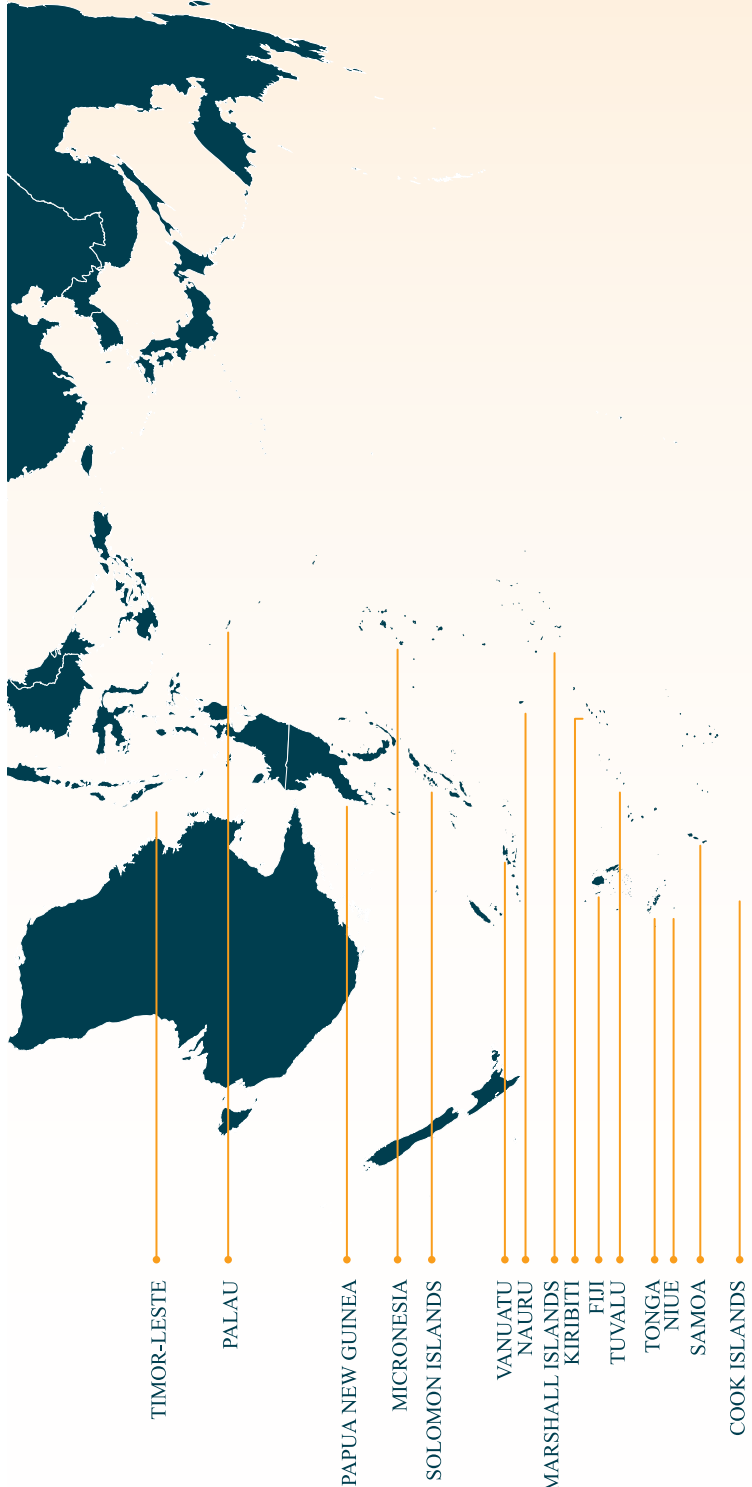 TIMOR-LESTE
PALAU
PAPUA NEW GUINEA
MICRONESIA
SOLOMON ISLANDS
VANUATU
NAURU
MARSHALL ISLANDS
KIRIBITI
FIJI
TUVALU
TONGA
NIUE
SAMOA
COOK ISLANDS